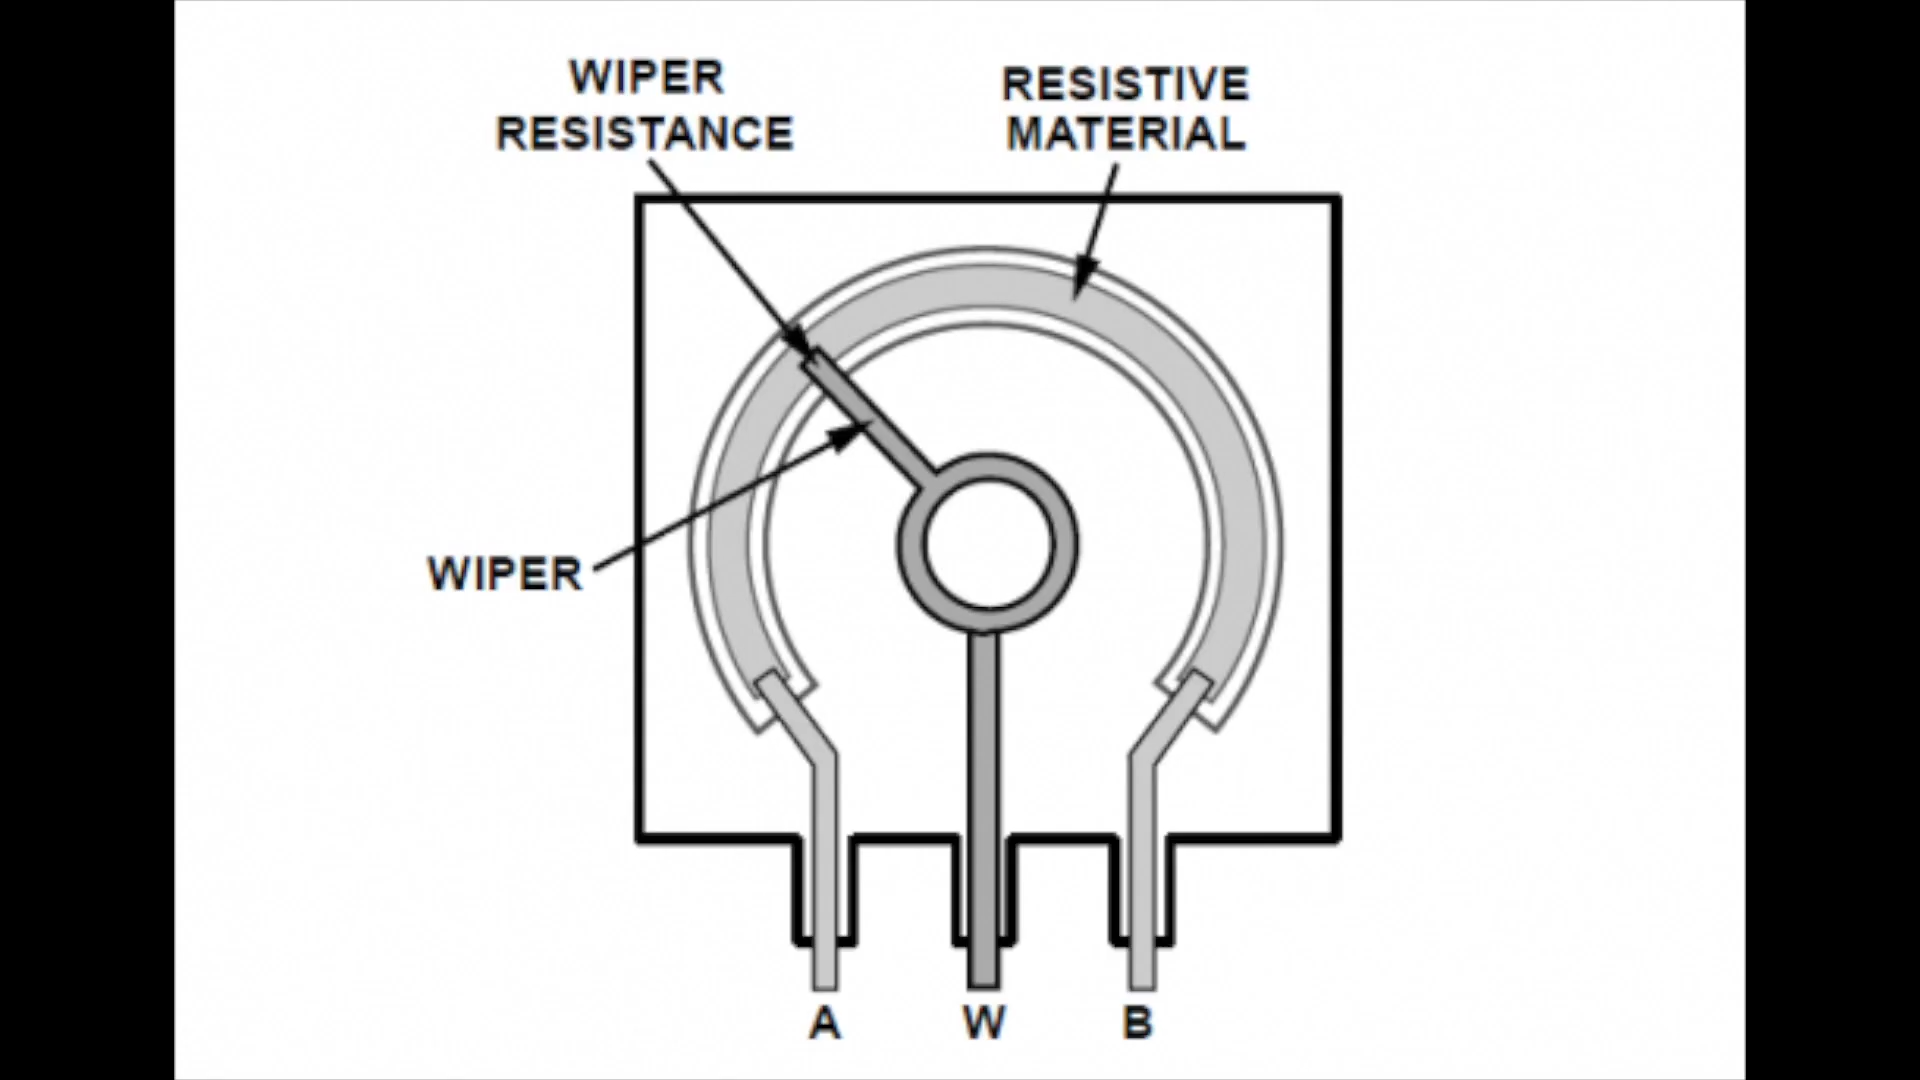 WIPER
RESISTANCE
RESISTIVE
MATERIAL
WIPER
A
W
B